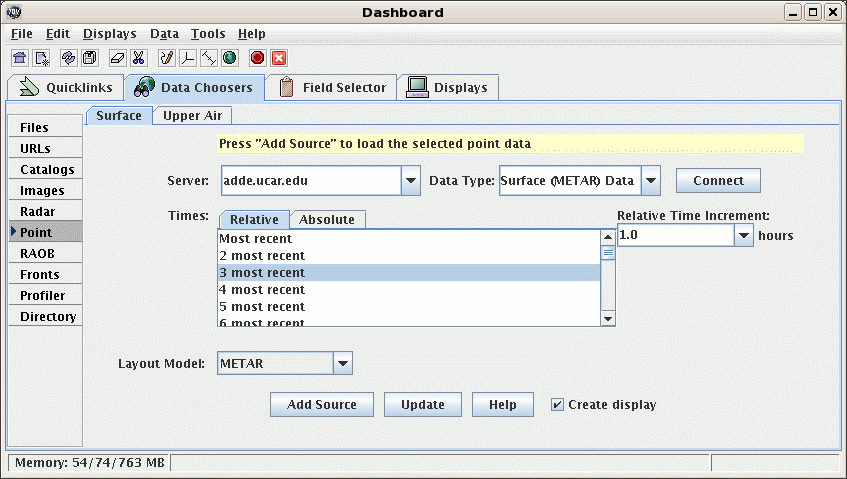 Dashboard
File Edit Displays Data Tools Help
Quicklinks Data Choosers Field Selector Displays
Surface Upper Air
Files
URLs
Catalogs
Images
Radar
Point
RAOB
Fronts
Profiler
Directory
Press "Add Source" to load the selected point data
Server: adde.ucar.edu Data Type: Surface (METAR) Data Connect
Times: Relative Absolute Relative Time Increment:
1.0 hours
Most recent
2 most recent
3 most recent
4 most recent
5 most recent
6 most recent
Layout Model: METAR
Add Source Update Help Create display
Memory: 54/74/763 MB